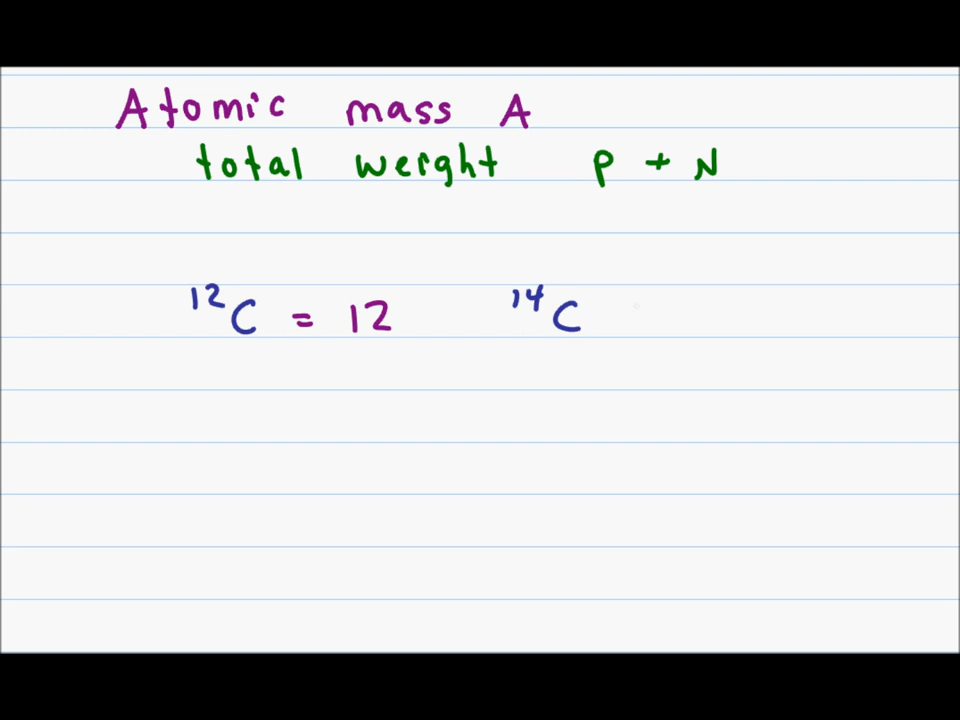 Atomic mass A
total weight P + N
¹²C = 12 ¹⁴C